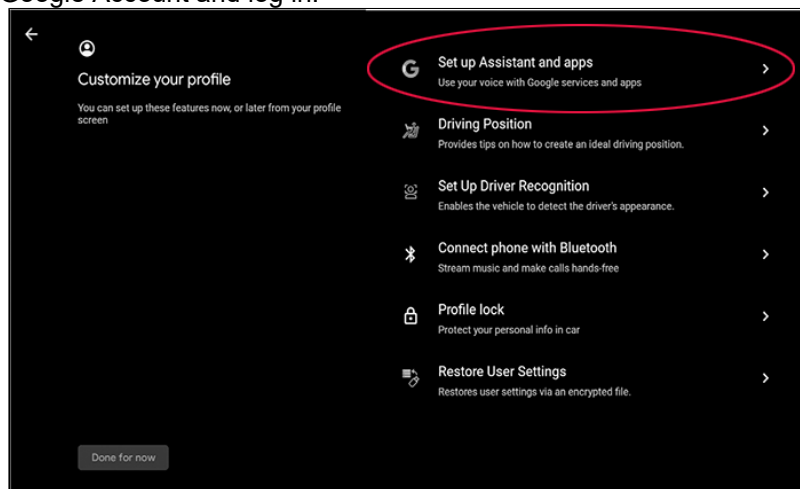 Google Account and log in.
Customize your profile
You can set up these features now, or later from your profile
screen
Done for now
Set up Assistant and apps
Use your voice with Google services and apps
Driving Position
Provides tips on how to create an ideal driving position.
Set Up Driver Recognition
Enables the vehicle to detect the driver's appearance.
Connect phone with Bluetooth
Stream music and make calls hands-free
Profile lock
Protect your personal info in car
Restore User Settings
Restores user settings via an encrypted file.